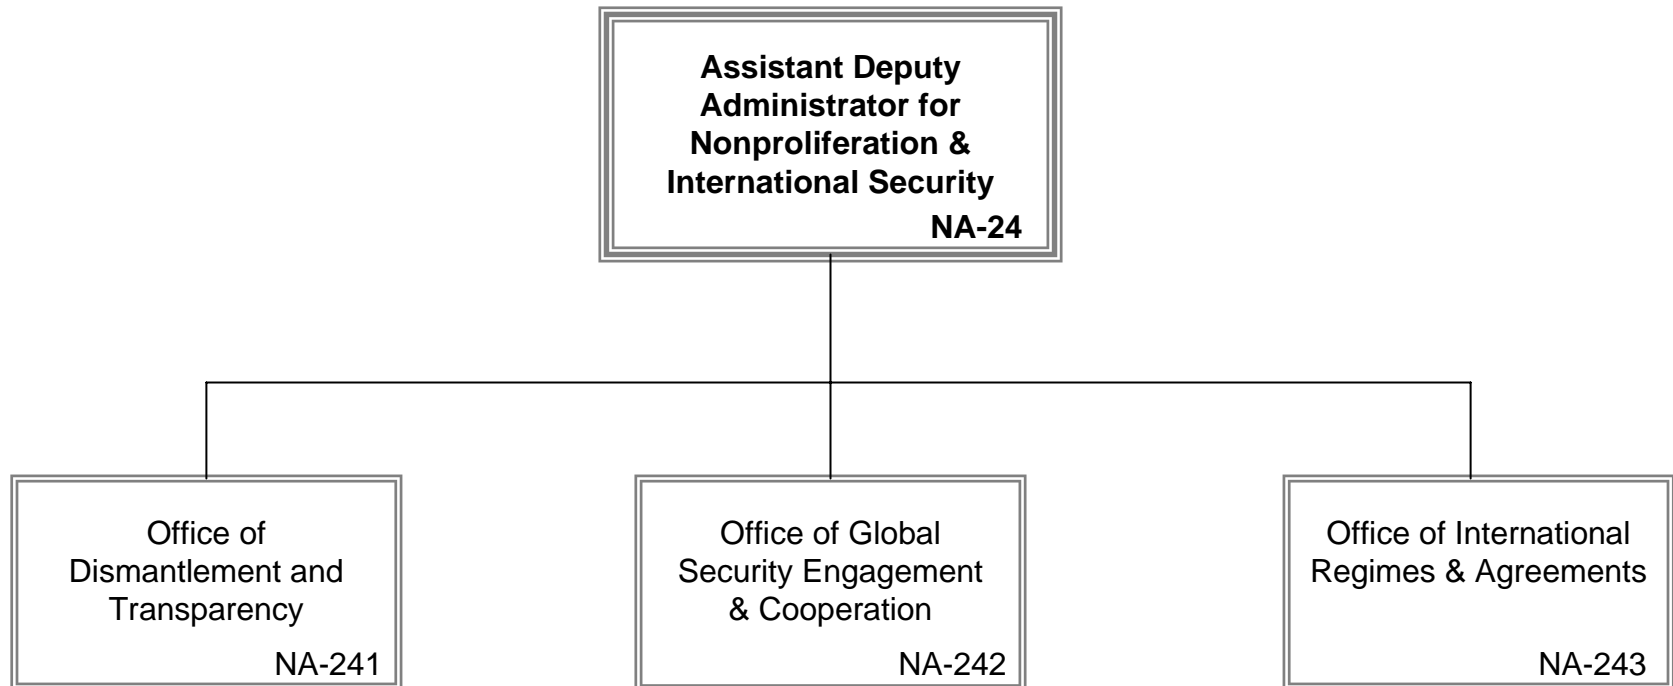 Assistant Deputy
Administrator for
Nonproliferation &
International Security
NA-24
Office of
Dismantlement and
Transparency
NA-241
Office of Global
Security Engagement
& Cooperation
NA-242
Office of International
Regimes & Agreements
NA-243